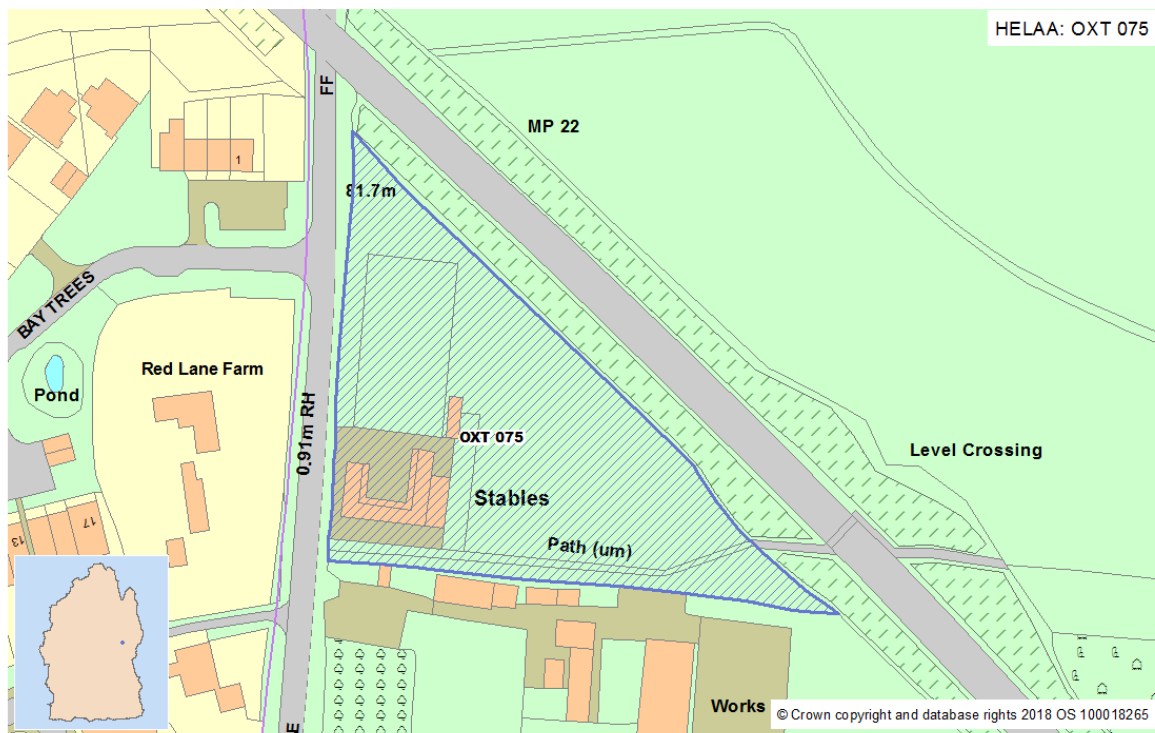 HELAA: OXT 075
FF
MP 22
1
81.7m
BAY TREES
Red Lane Farm
Pond
0.91m RH
OXT 075
Level Crossing
Stables
17
13
Path (um)
Works
E
© Crown copyright and database rights 2018 OS 100018265